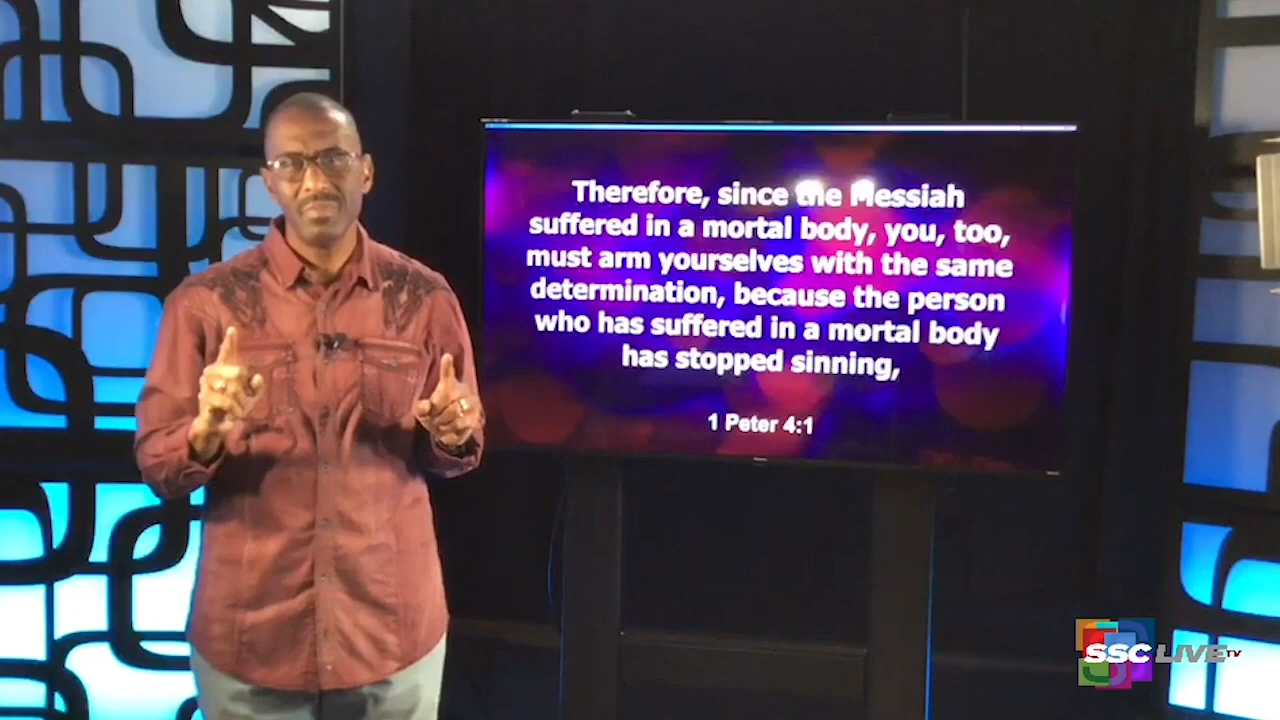 Therefore, since the Messiah
suffered in a mortal body, you, too,
must arm yourselves with the same
determination, because the person
who has suffered in a mortal body
has stopped sinning,
1 Peter 4:1
SSC LIVE TV